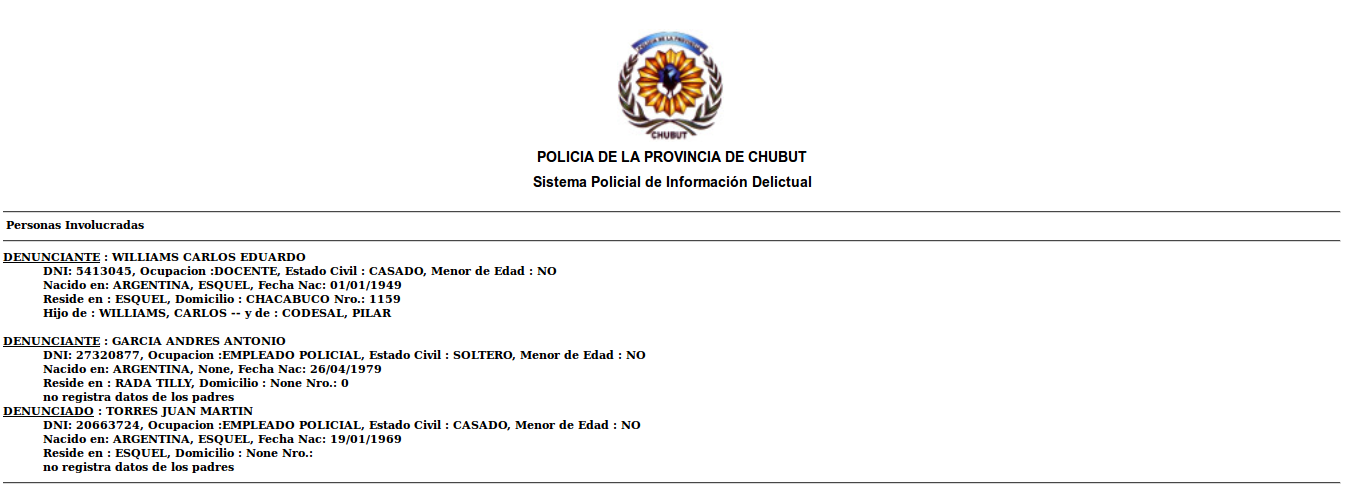 CHUBUT
POLICIA DE LA PROVINCIA DE CHUBUT
Sistema Policial de Información Delictual
Personas Involucradas
DENUNCIANTE : WILLIAMS CARLOS EDUARDO
DNI: 5413045, Ocupacion :DOCENTE, Estado Civil : CASADO, Menor de Edad : NO
Nacido en: ARGENTINA, ESQUEL, Fecha Nac: 01/01/1949
Reside en : ESQUEL, Domicilio : CHACABUCO Nro.: 1159
Hijo de : WILLIAMS, CARLOS -- y de : CODESAL, PILAR
DENUNCIANTE : GARCIA ANDRES ANTONIO
DNI: 27320877, Ocupacion :EMPLEADO POLICIAL, Estado Civil : SOLTERO, Menor de Edad : NO
Nacido en: ARGENTINA, None, Fecha Nac: 26/04/1979
Reside en : RADA TILLY, Domicilio : None Nro.: 0
no registra datos de los padres
DENUNCIADO : TORRES JUAN MARTIN
DNI: 20663724, Ocupacion :EMPLEADO POLICIAL, Estado Civil : CASADO, Menor de Edad : NO
Nacido en: ARGENTINA, ESQUEL, Fecha Nac: 19/01/1969
Reside en : ESQUEL, Domicilio : None Nro.:
no registra datos de los padres